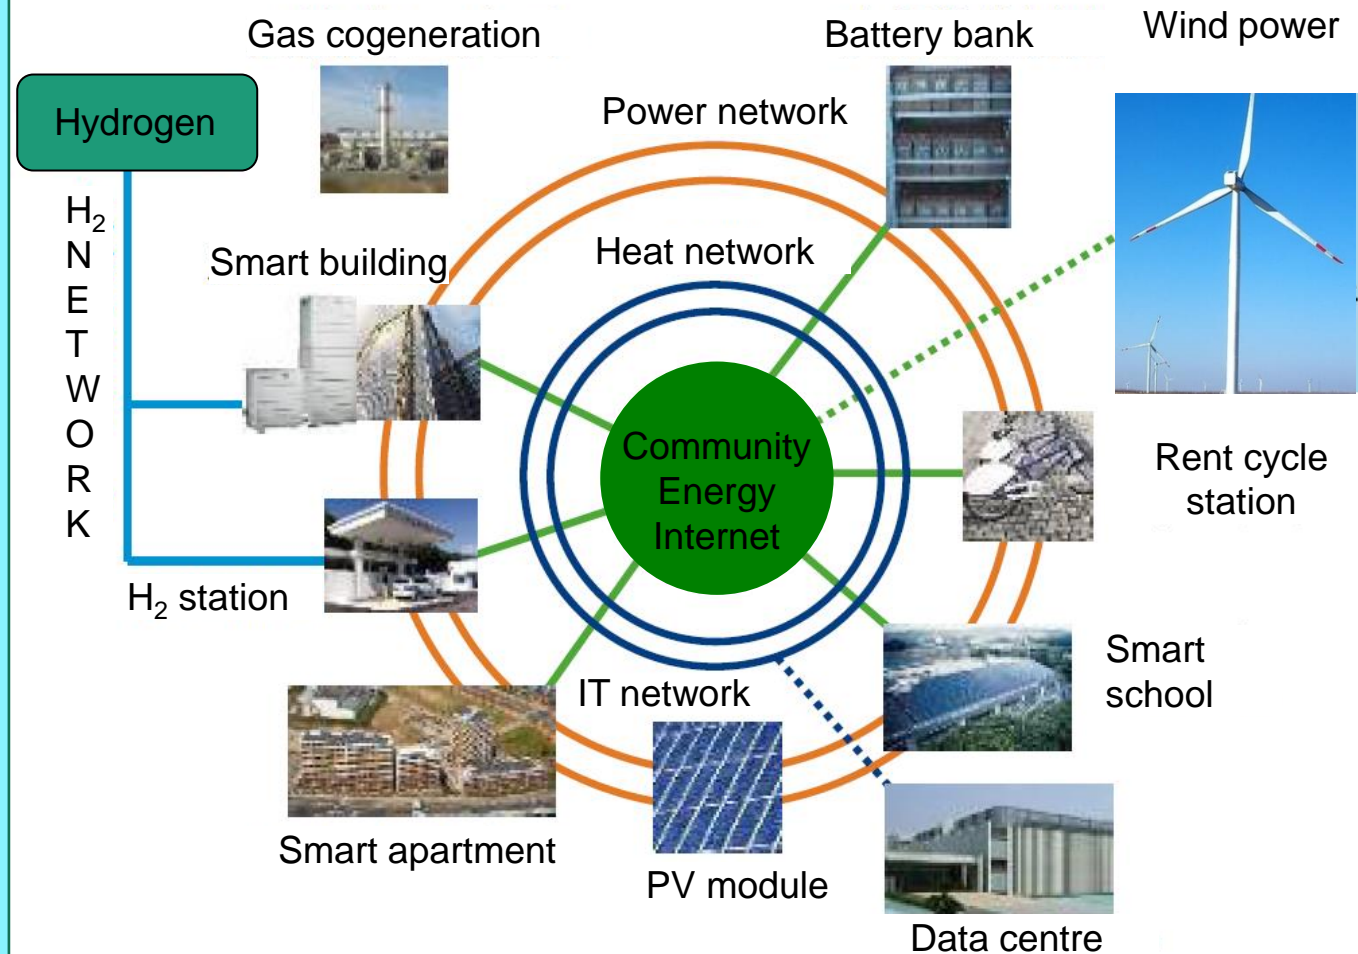 Gas cogeneration
Battery bank
Wind power
Hydrogen
Power network
H₂
N
E
T
W
O
R
K
Smart building
Heat network
Community
Energy
Internet
Rent cycle
station
H₂ station
IT network
Smart
school
Smart apartment
PV module
Data centre